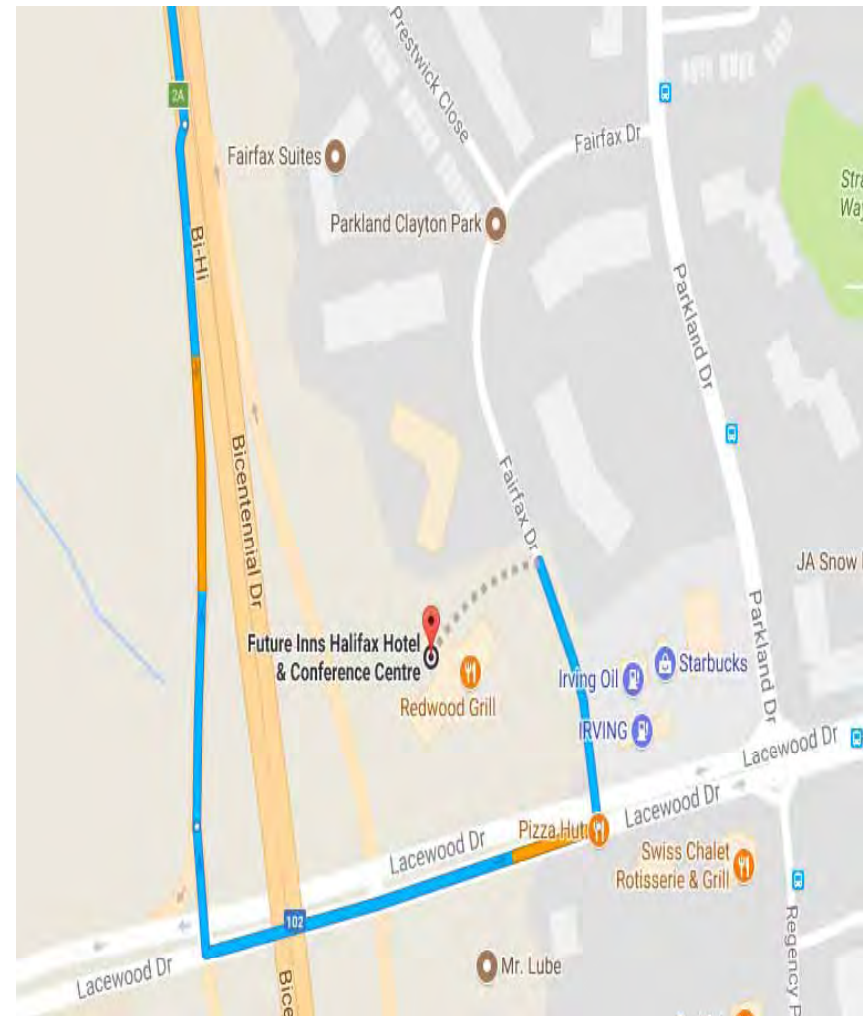 Prestwick Close
2A
Fairfax Dr
Fairfax Suites
Parkland Clayton Park
Bi-Hi
Parkland Dr
Bicentennial Dr
Fairfax Dr
JA Snow
Parkland Dr
Future Inns Halifax Hotel
& Conference Centre
Redwood Grill
Irving Oil
Starbucks
IRVING
Lacewood Dr
Lacewood Dr
Pizza Hut
Lacewood Dr
Swiss Chalet
Rotisserie & Grill
102
Lacewood Dr
Mr. Lube
Regency P
Bice